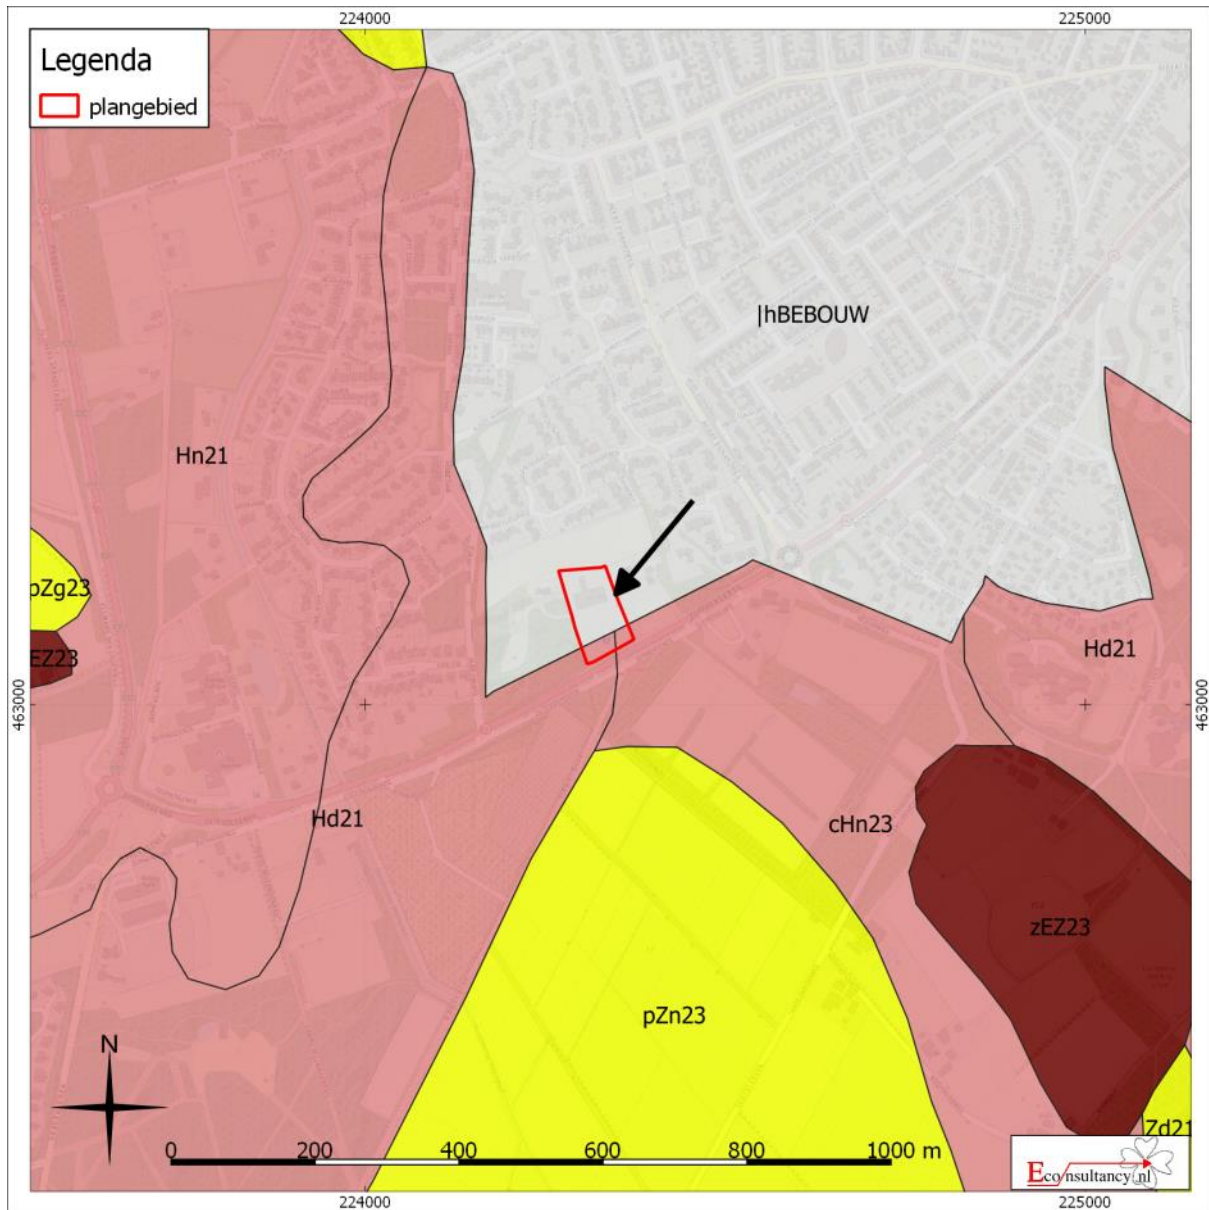 224000
225000
Legenda
plangebied
|hBEBOUW
Hn21
pZg23
EZ23
Hd21
463000
463000
Hd21
cHn23
zEZ23
pZn23
N
Zd21
0 200 400 600 800 1000 m
Econsultancy.nl
224000
225000